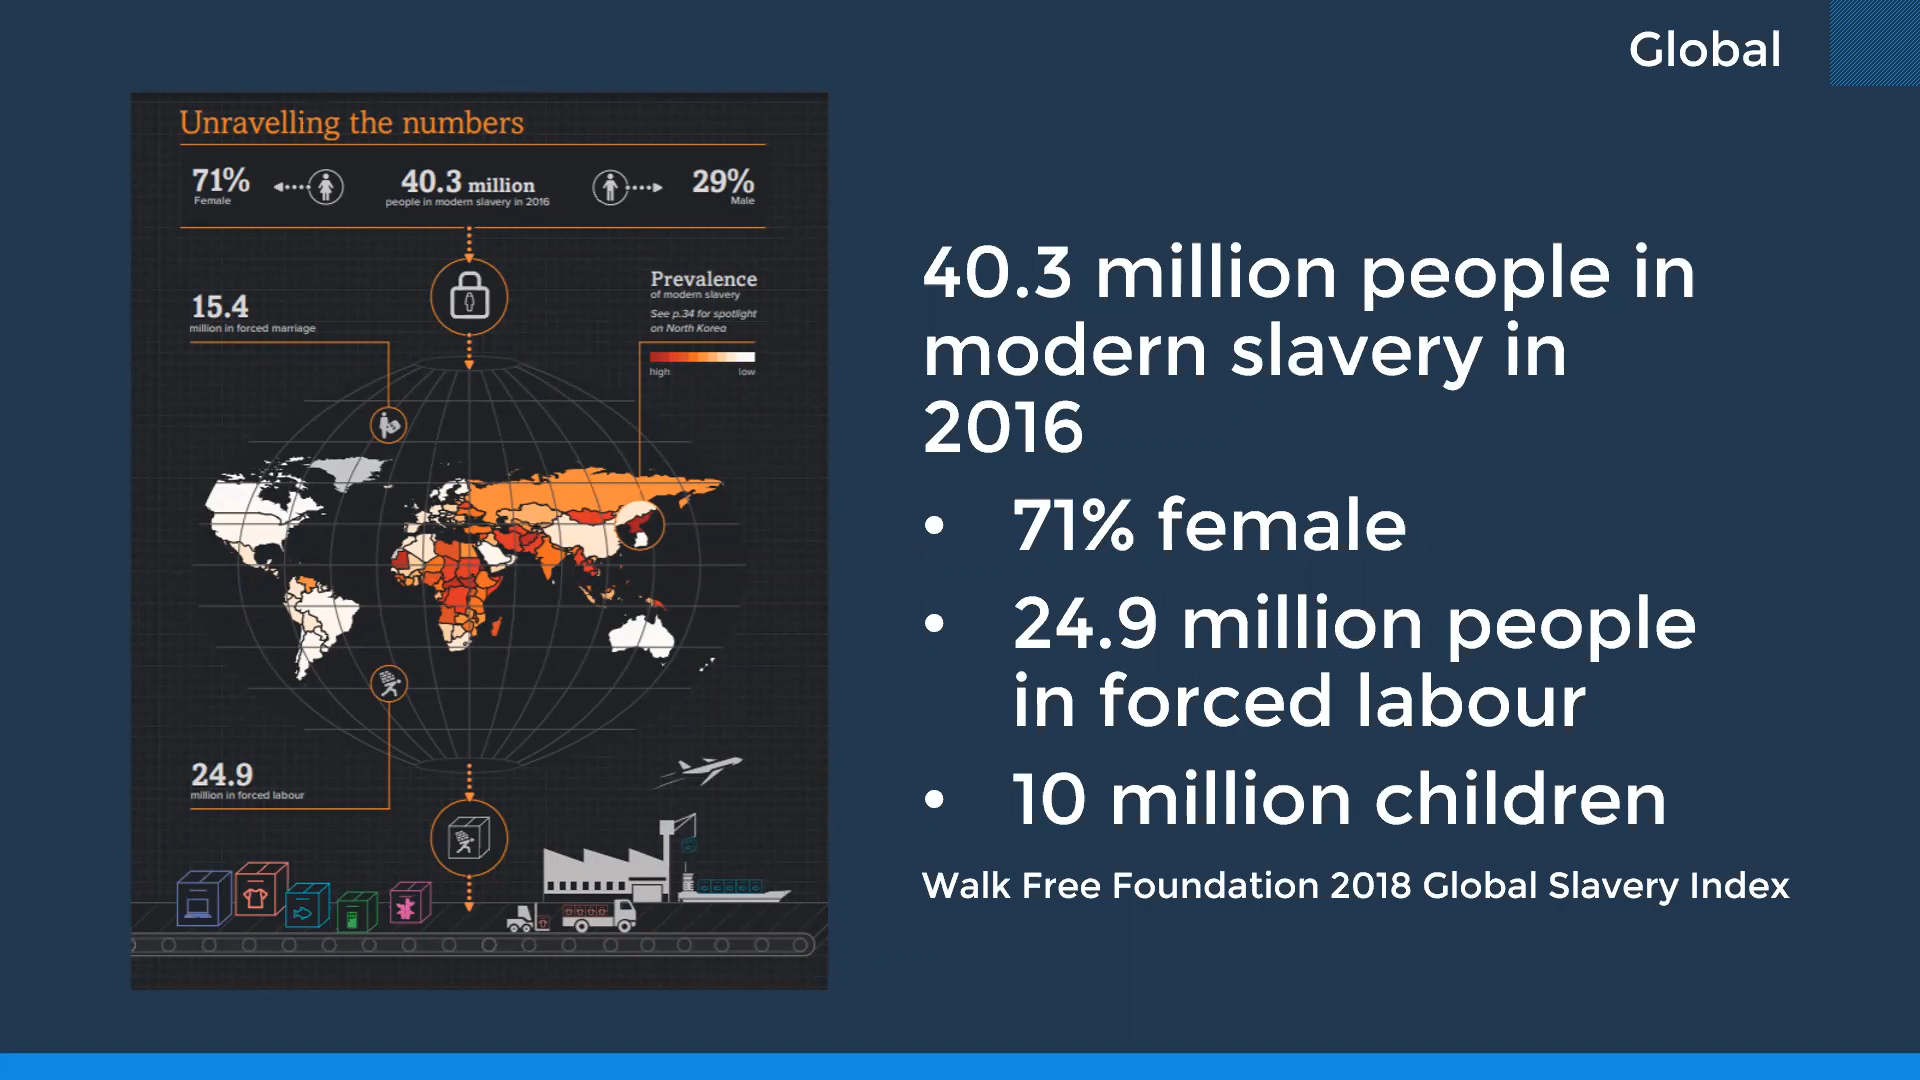 Global
Unravelling the numbers
71%
Female
40.3 million
people in modern slavery in 2016
29%
Male
15.4
million in forced marriage
Prevalence
of modern slavery
See p.34 for spotlight
on North Korea
high low
24.9
million in forced labour
40.3 million people in
modern slavery in
2016
• 71% female
• 24.9 million people
in forced labour
• 10 million children
Walk Free Foundation 2018 Global Slavery Index